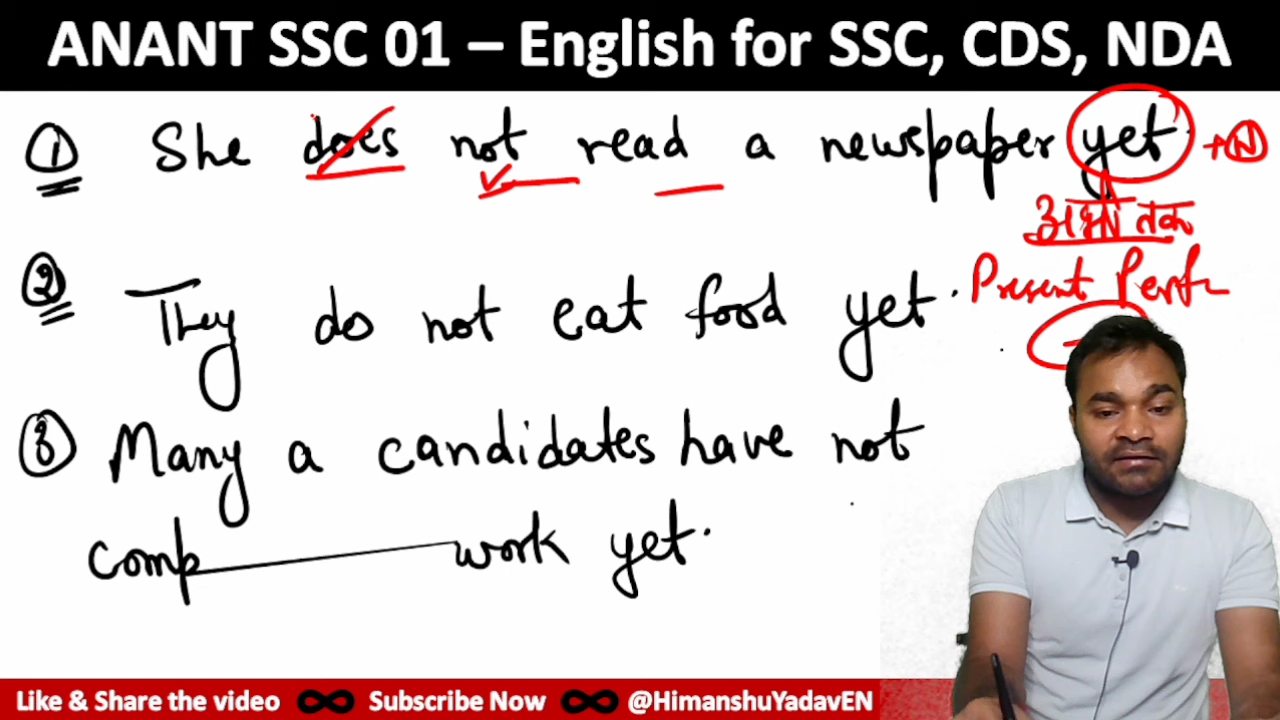 ANANT SSC 01 – English for SSC, CDS, NDA
① She does not read a newspaper yet. +Ⓝ
अभी तक
Present Perf
② They do not eat food yet.
③ Many a candidates have not
comp work yet.
Like & Share the video Subscribe Now @HimanshuYadavEN